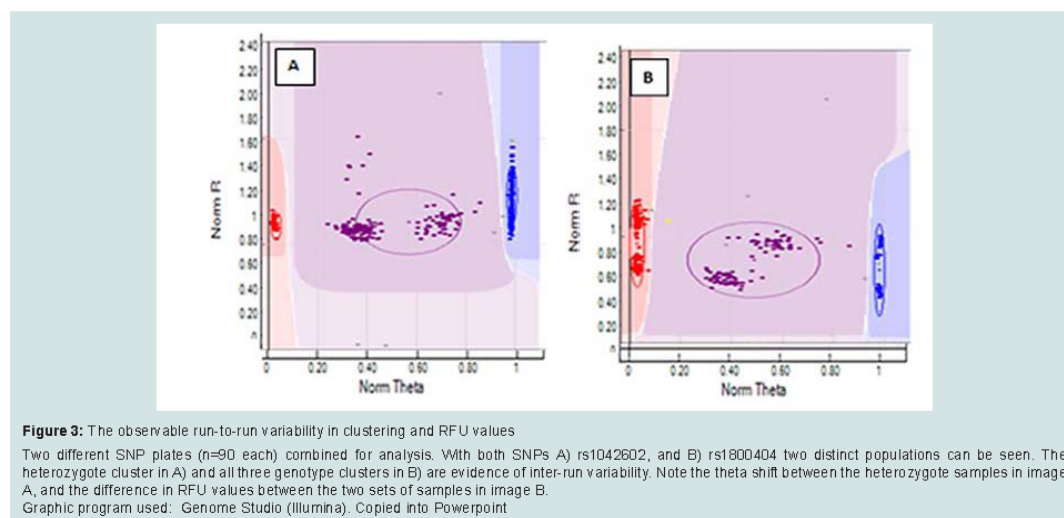 A
B
2.40
2.20
2.00
1.80
1.60
1.40
1.20
1
0.80
0.60
0.40
0.20
0
Norm R
0 0.20 0.40 0.60 0.80 1
Norm Theta
2.40
2.20
2.00
1.80
1.60
1.40
1.20
1
0.80
0.60
0.40
0.20
0
Norm R
0 0.20 0.40 0.60 0.80 1
Norm Theta
Figure 3: The observable run-to-run variability in clustering and RFU values
Two different SNP plates (n=90 each) combined for analysis. With both SNPs A) rs1042602, and B) rs1800404 two distinct populations can be seen. The
heterozygote cluster in A) and all three genotype clusters in B) are evidence of inter-run variability. Note the theta shift between the heterozygote samples in image
A, and the difference in RFU values between the two sets of samples in image B.
Graphic program used: Genome Studio (Illumina). Copied into Powerpoint